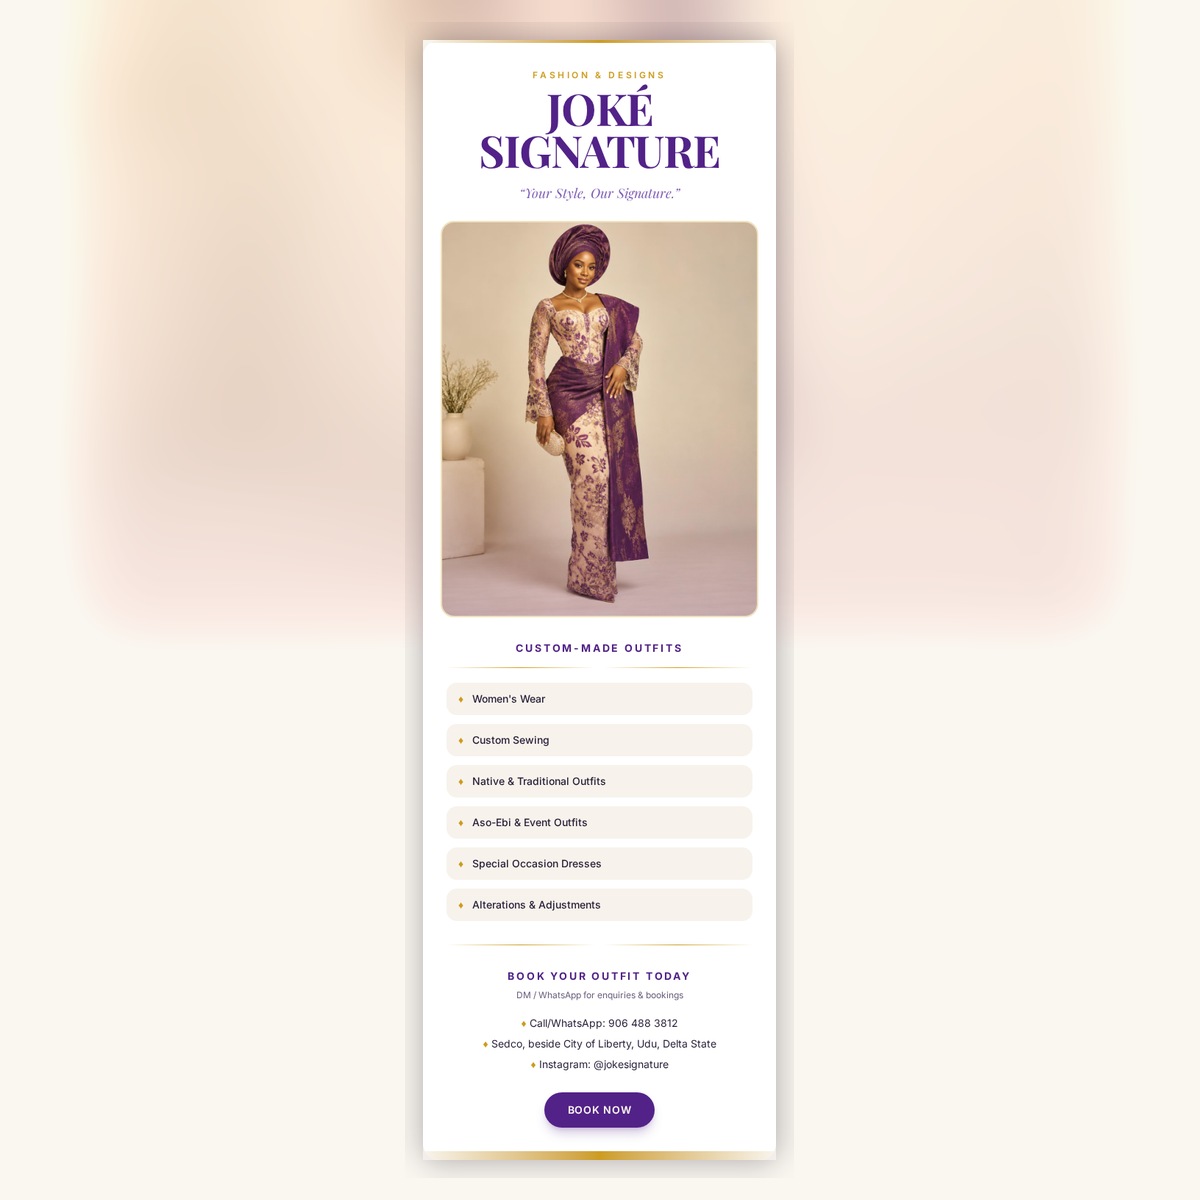 FASHION & DESIGNS
JOKÉ
SIGNATURE
“Your Style, Our Signature.”
CUSTOM-MADE OUTFITS
♦ Women's Wear
♦ Custom Sewing
♦ Native & Traditional Outfits
♦ Aso-Ebi & Event Outfits
♦ Special Occasion Dresses
♦ Alterations & Adjustments
BOOK YOUR OUTFIT TODAY
DM / WhatsApp for enquiries & bookings
♦ Call/WhatsApp: 906 488 3812
♦ Sedco, beside City of Liberty, Udu, Delta State
♦ Instagram: @jokesignature
BOOK NOW